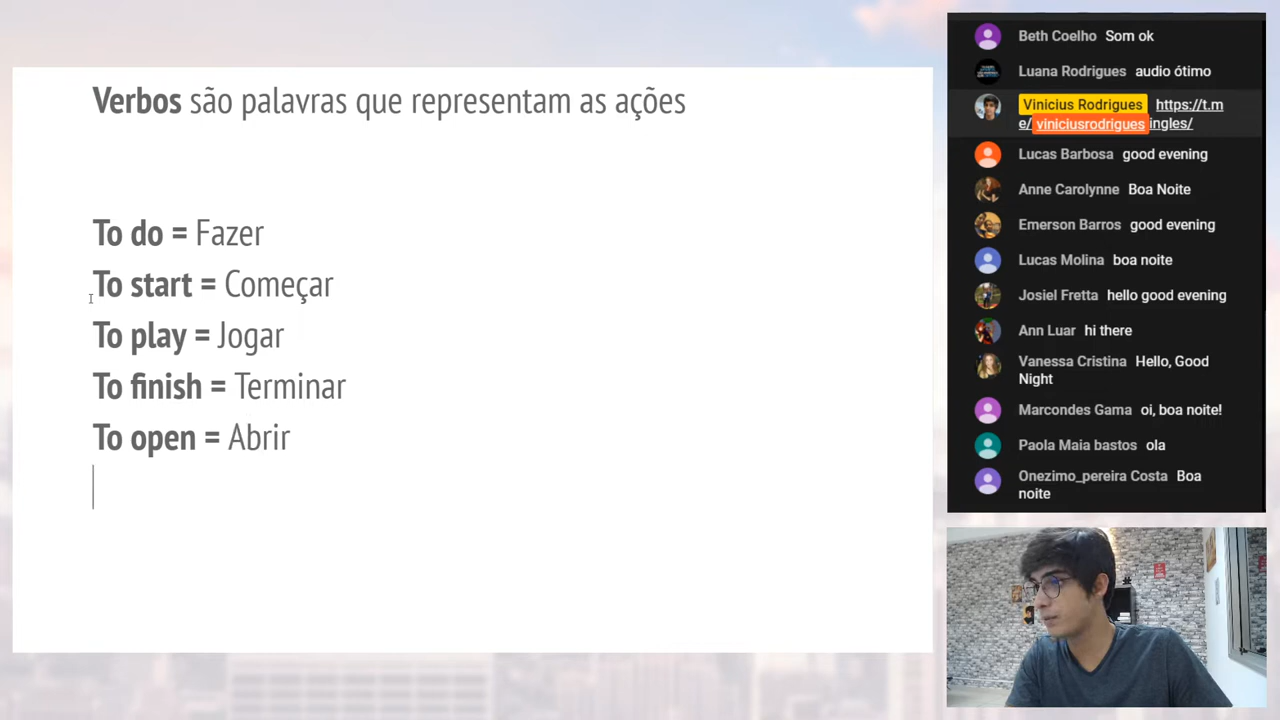 Verbos são palavras que representam as ações
To do = Fazer
To start = Começar
To play = Jogar
To finish = Terminar
To open = Abrir
Beth Coelho Som ok
Luana Rodrigues audio ótimo
Vinicius Rodrigues https://t.m
e/viniciusrodriguesingles/
Lucas Barbosa good evening
Anne Carolynne Boa Noite
Emerson Barros good evening
Lucas Molina boa noite
Josiel Fretta hello good evening
Ann Luar hi there
Vanessa Cristina Hello, Good
Night
Marcondes Gama oi, boa noite!
Paola Maia bastos ola
Onezimo_pereira Costa Boa
noite